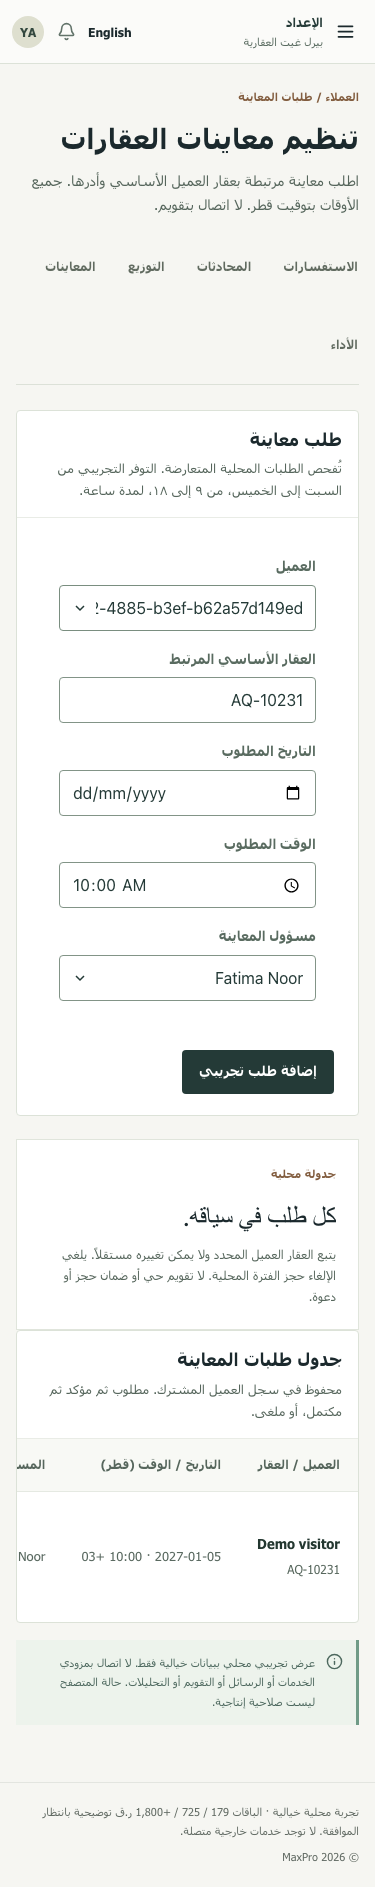 الإعداد
بيرل غيت العقارية
English
YA
العملاء / طلبات المعاينة
تنظيم معاينات العقارات
اطلب معاينة مرتبطة بعقار العميل الأساسي وأدرها. جميع
الأوقات بتوقيت قطر. لا اتصال بتقويم.
الاستفسارات المحادثات التوزيع المعاينات
الأداء
طلب معاينة
تُفحص الطلبات المحلية المتعارضة. التوفر التجريبي من
السبت إلى الخميس، من ٩ إلى ١٨، لمدة ساعة.
العميل
-4885-b3ef-b62a57d149ed
العقار الأساسي المرتبط
AQ-10231
التاريخ المطلوب
dd/mm/yyyy
الوقت المطلوب
10:00 AM
مسؤول المعاينة
Fatima Noor
إضافة طلب تجريبي
جدولة محلية
كل طلب في سياقه.
يتبع العقار العميل المحدد ولا يمكن تغييره مستقلاً. يلغي
الإلغاء حجز الفترة المحلية. لا تقويم حي أو ضمان حجز أو
دعوة.
جدول طلبات المعاينة
محفوظ في سجل العميل المشترك. مطلوب ثم مؤكد ثم
مكتمل، أو ملغى.
العميل / العقار التاريخ / الوقت (قطر) المس
Demo visitor
2027-01-05 · 10:00 +03 Noor
AQ-10231
عرض تجريبي محلي ببيانات خيالية فقط. لا اتصال بمزودي
الخدمات أو الرسائل أو التقويم أو التحليلات. حالة المتصفح
ليست صلاحية إنتاجية.
تجربة محلية خيالية · الباقات 179 / 725 / +1,800 ر.ق توضيحية بانتظار
الموافقة. لا توجد خدمات خارجية متصلة.
© 2026 MaxPro